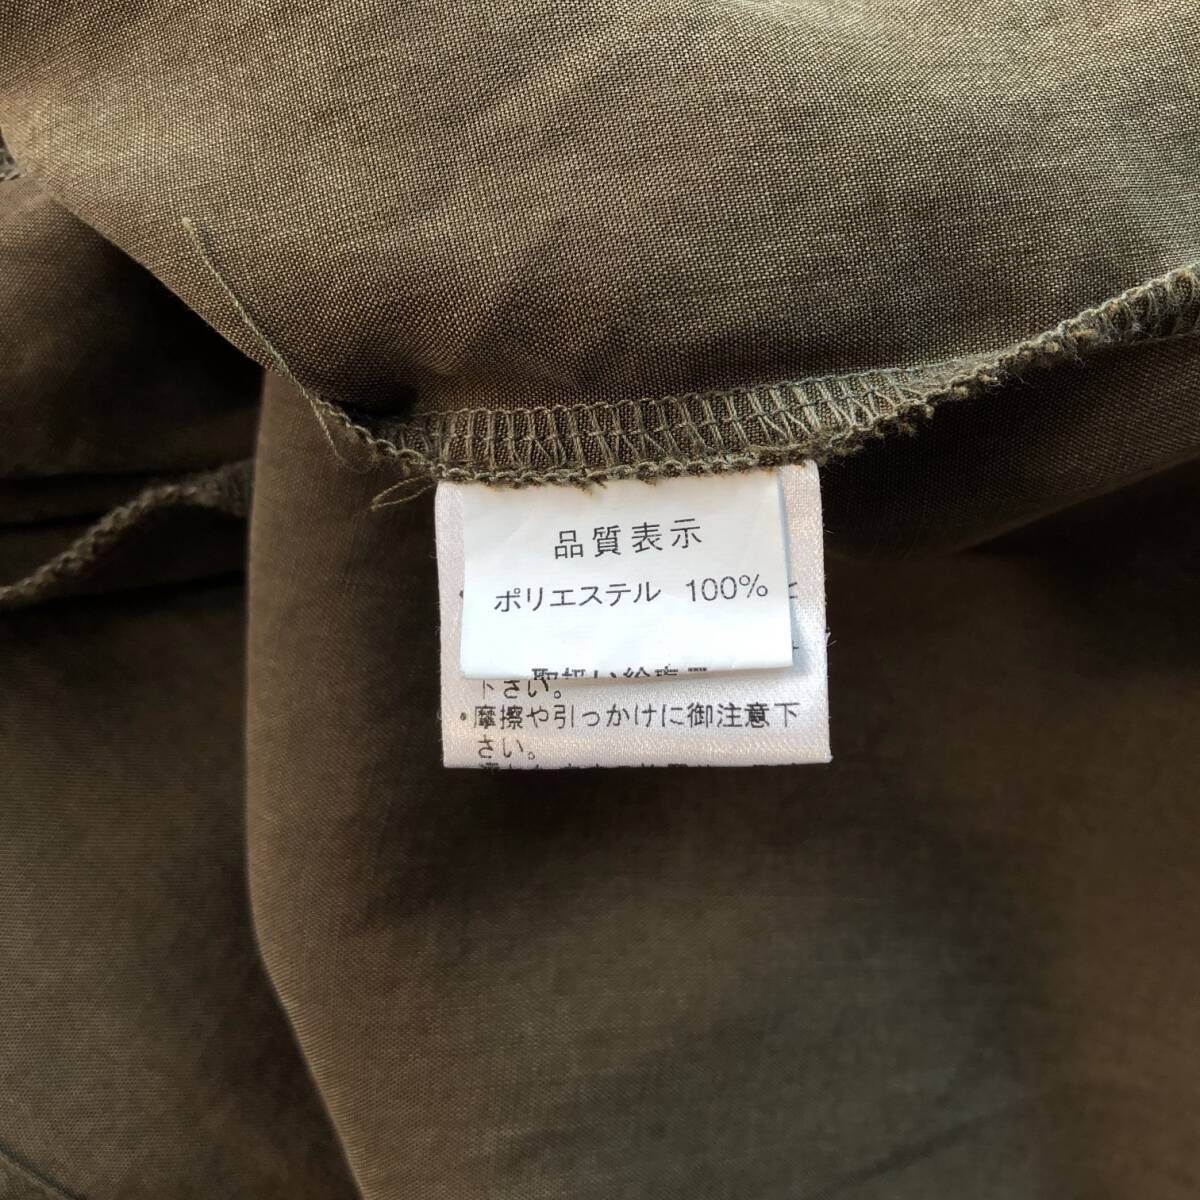 品質表示
ポリエステル 100%
下さい。
・摩擦や引っかけに御注意下
さい。